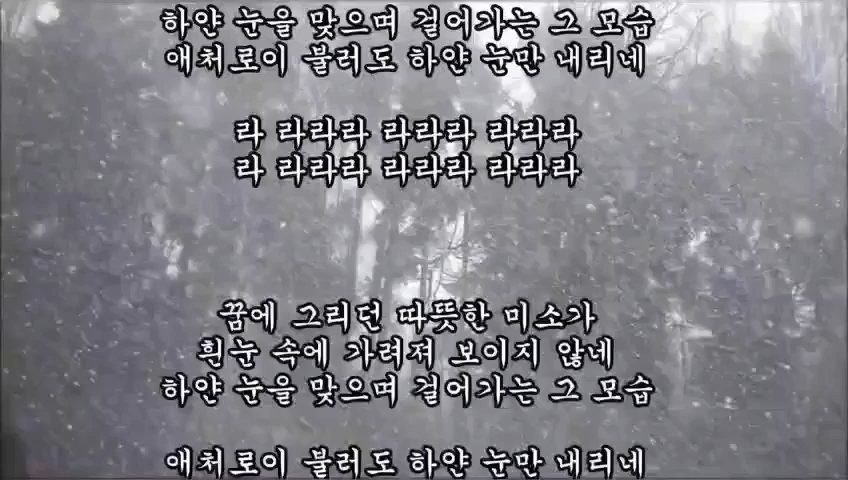 하얀 눈을 맞으며 걸어가는 그 모습
애처로이 불러도 하얀 눈만 내리네
라 라라라 라라라 라라라
라 라라라 라라라 라라라
꿈에 그리던 따뜻한 미소가
흰눈 속에 가려져 보이지 않네
하얀 눈을 맞으며 걸어가는 그 모습
애처로이 불러도 하얀 눈만 내리네